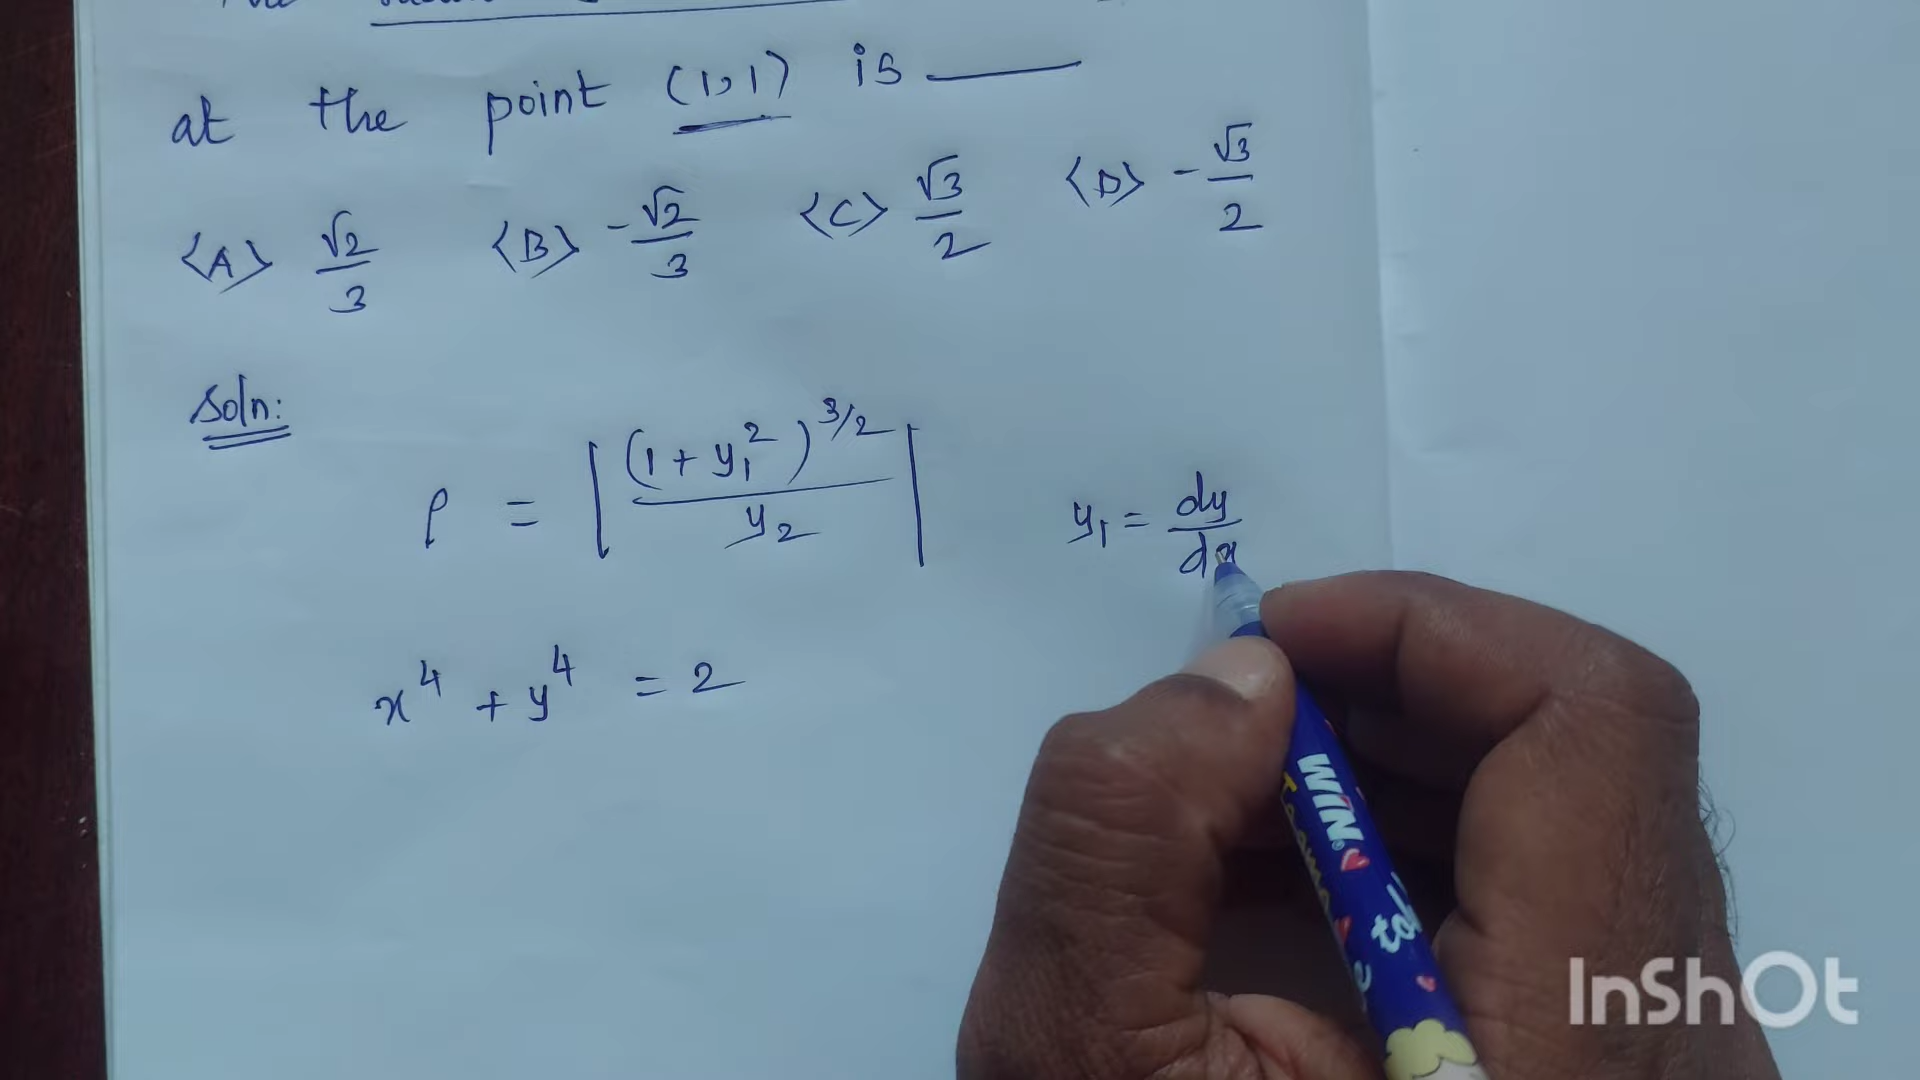 at the point (1,1) is ____
<A> √2/3 <B> -√2/3 <C> √3/2 <D> -√3/2
Soln:
ρ = |(1 + y₁²)^3/2 / y₂| y₁ = dy/dx
x⁴ + y⁴ = 2
WIN
InShOt